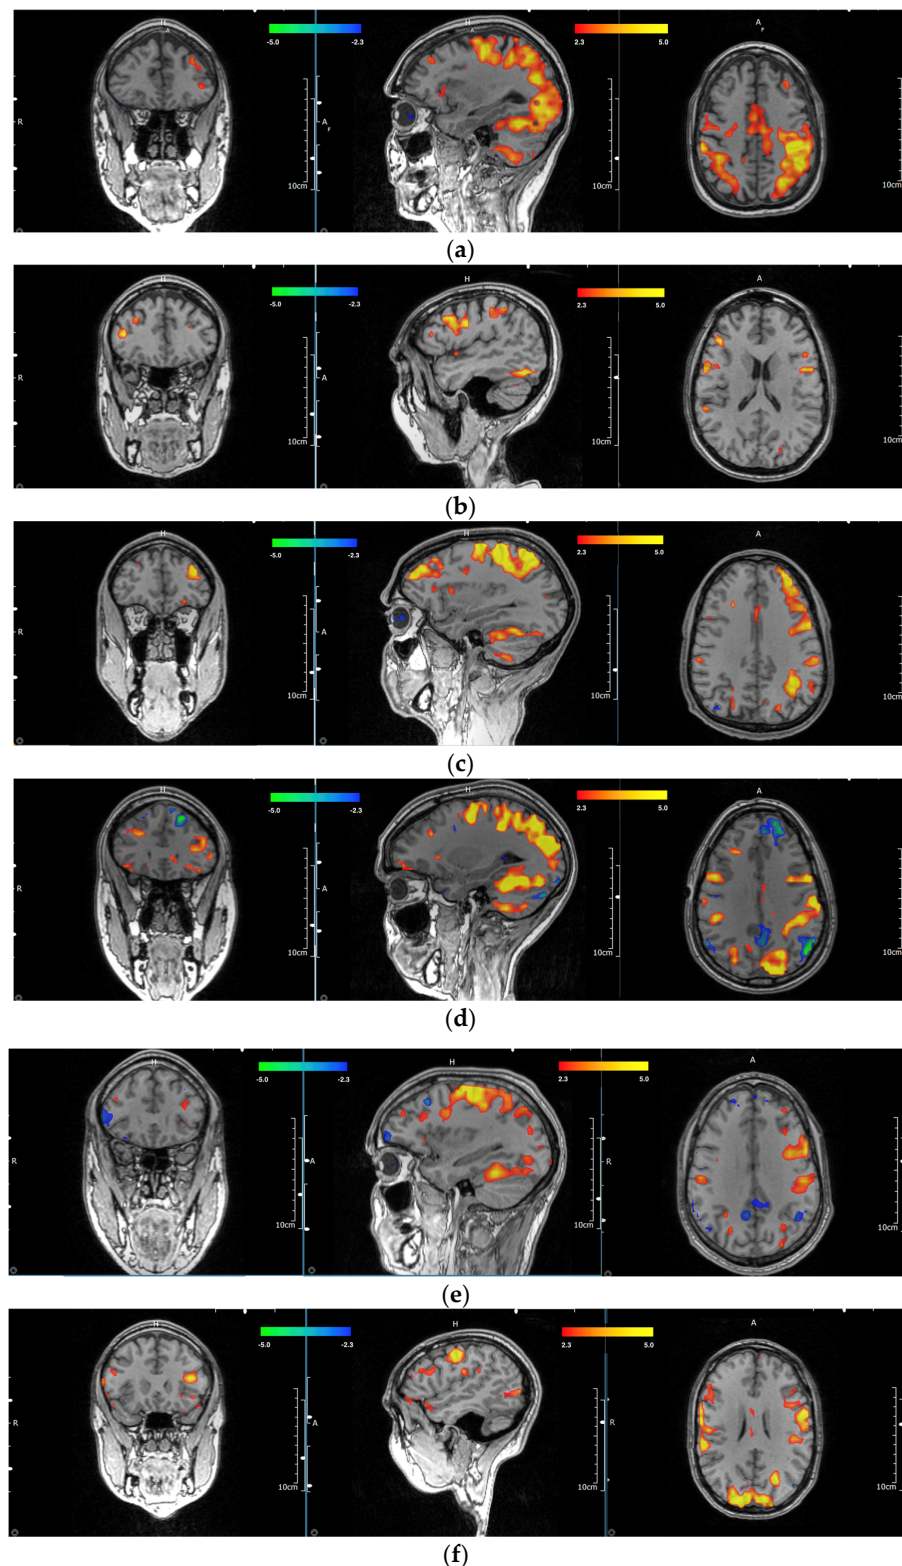 H A -5.0 -2.3 H A 2.3 5.0 A F
R A F
10cm 10cm 10cm
(a)
H -5.0 -2.3 H 2.3 5.0 A
R A
10cm 10cm 10cm
(b)
H -5.0 -2.3 H 2.3 5.0 A
R A
10cm 10cm 10cm
(c)
H -5.0 -2.3 H 2.3 5.0 A
R A
10cm 10cm 10cm
(d)
H -5.0 -2.3 H 2.3 5.0 A
R A R
10cm 10cm 10cm
(e)
H -5.0 -2.3 H 2.3 5.0 A
R A R
10cm 10cm 10cm
(f)